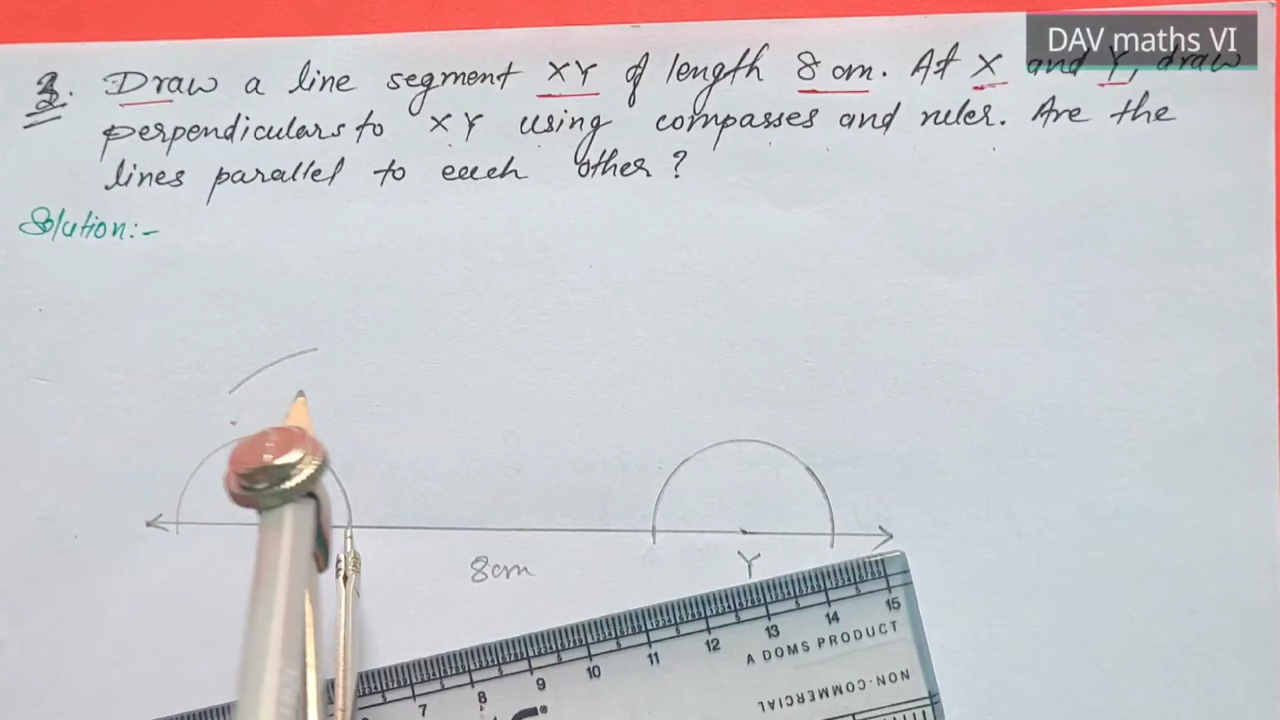 DAV maths VI
3. Draw a line segment XY of length 8 cm. At X and Y, draw
perpendiculars to XY using compasses and ruler. Are the
lines parallel to each other?
Solution:-
8cm
Y
7 8 9 10 11 12 13 14 15
A DOMS PRODUCT
NON-COMMERCIAL